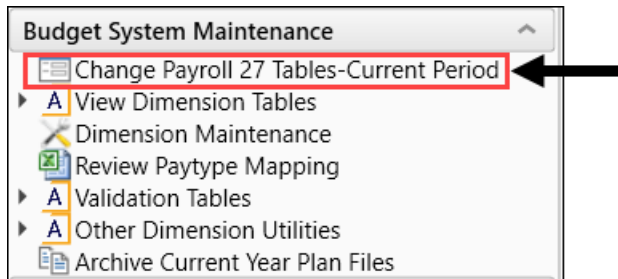 Budget System Maintenance
Change Payroll 27 Tables-Current Period
A View Dimension Tables
Dimension Maintenance
Review Paytype Mapping
A Validation Tables
A Other Dimension Utilities
Archive Current Year Plan Files